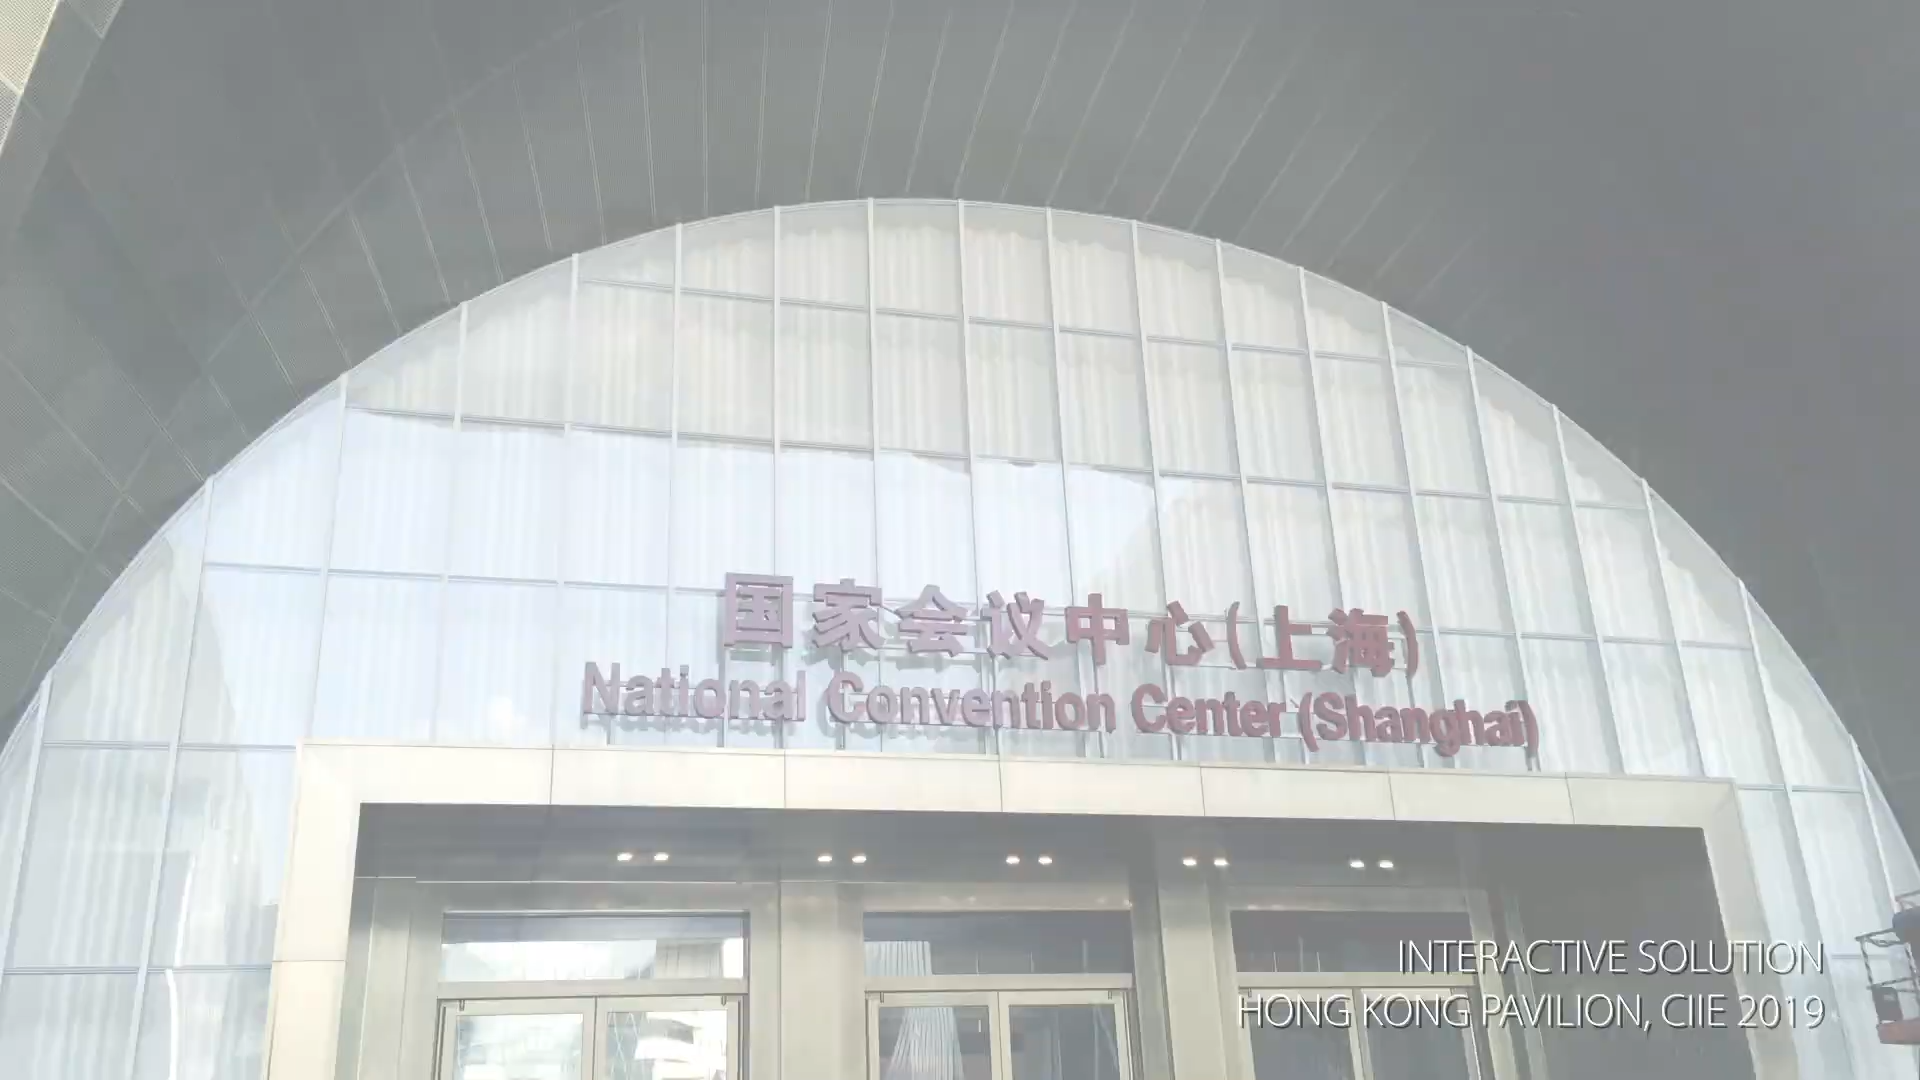 国家会议中心(上海)
National Convention Center (Shanghai)
INTERACTIVE SOLUTION
HONG KONG PAVILION, CIIE 2019